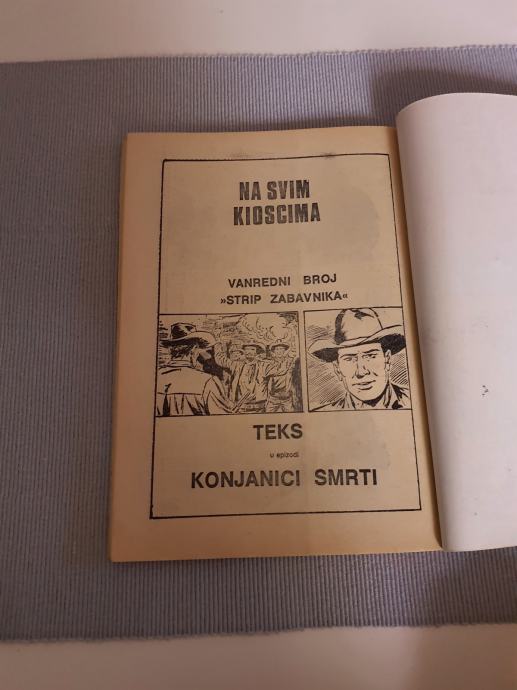 NA SVIM
KIOSCIMA
VANREDNI BROJ
»STRIP ZABAVNIKA«
TEKS
u epizodi
KONJANICI SMRTI